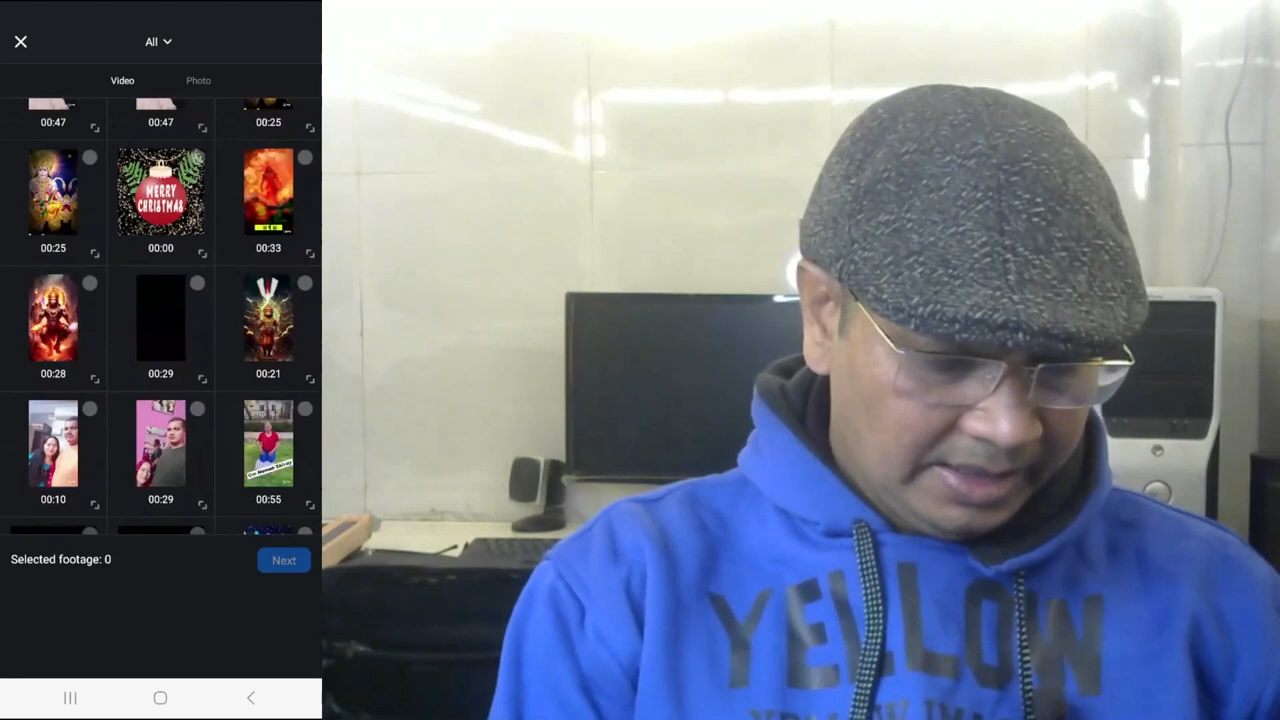 All
Video Photo
00:47 00:47 00:25
MERRY
CHRISTMAS
00:25 00:00 00:33
00:28 00:29 00:21
00:10 00:29 00:55
Selected footage: 0
Next
YELLOW